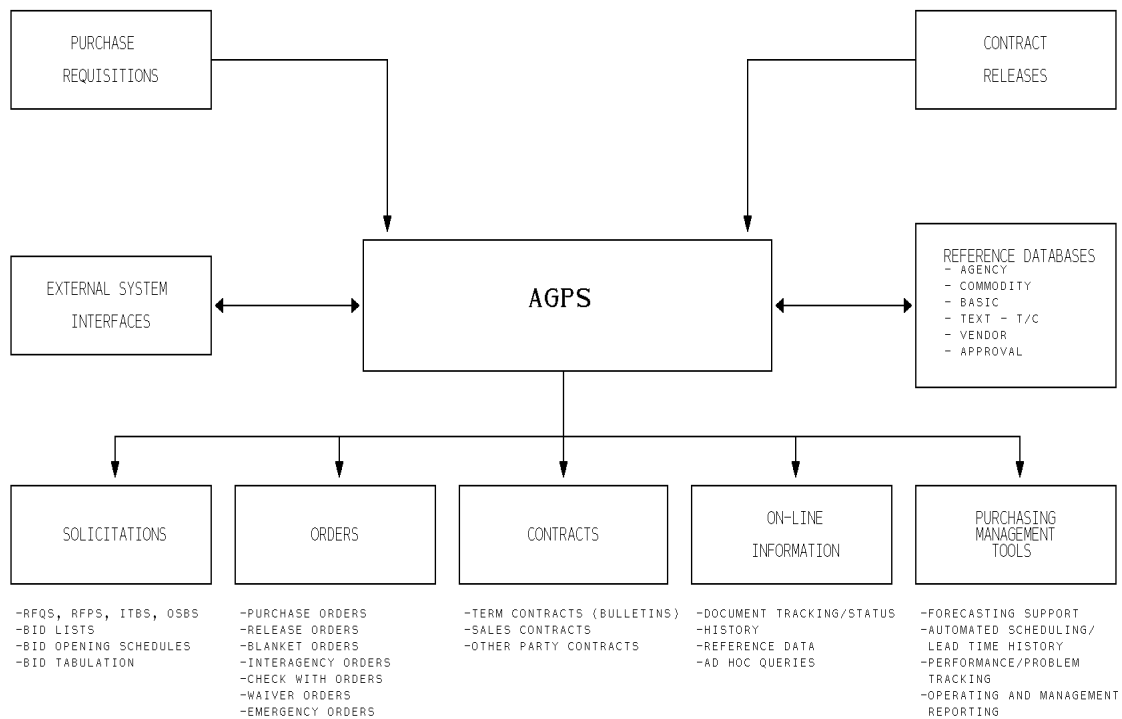 PURCHASE
REQUISITIONS
CONTRACT
RELEASES
EXTERNAL SYSTEM
INTERFACES
AGPS
REFERENCE DATABASES
- AGENCY
- COMMODITY
- BASIC
- TEXT - T/C
- VENDOR
- APPROVAL
SOLICITATIONS
-RFQS, RFPS, ITBS, OSBS
-BID LISTS
-BID OPENING SCHEDULES
-BID TABULATION
ORDERS
-PURCHASE ORDERS
-RELEASE ORDERS
-BLANKET ORDERS
-INTERAGENCY ORDERS
-CHECK WITH ORDERS
-WAIVER ORDERS
-EMERGENCY ORDERS
CONTRACTS
-TERM CONTRACTS (BULLETINS)
-SALES CONTRACTS
-OTHER PARTY CONTRACTS
ON-LINE
INFORMATION
-DOCUMENT TRACKING/STATUS
-HISTORY
-REFERENCE DATA
-AD HOC QUERIES
PURCHASING
MANAGEMENT
TOOLS
-FORECASTING SUPPORT
-AUTOMATED SCHEDULING/
LEAD TIME HISTORY
-PERFORMANCE/PROBLEM
TRACKING
-OPERATING AND MANAGEMENT
REPORTING